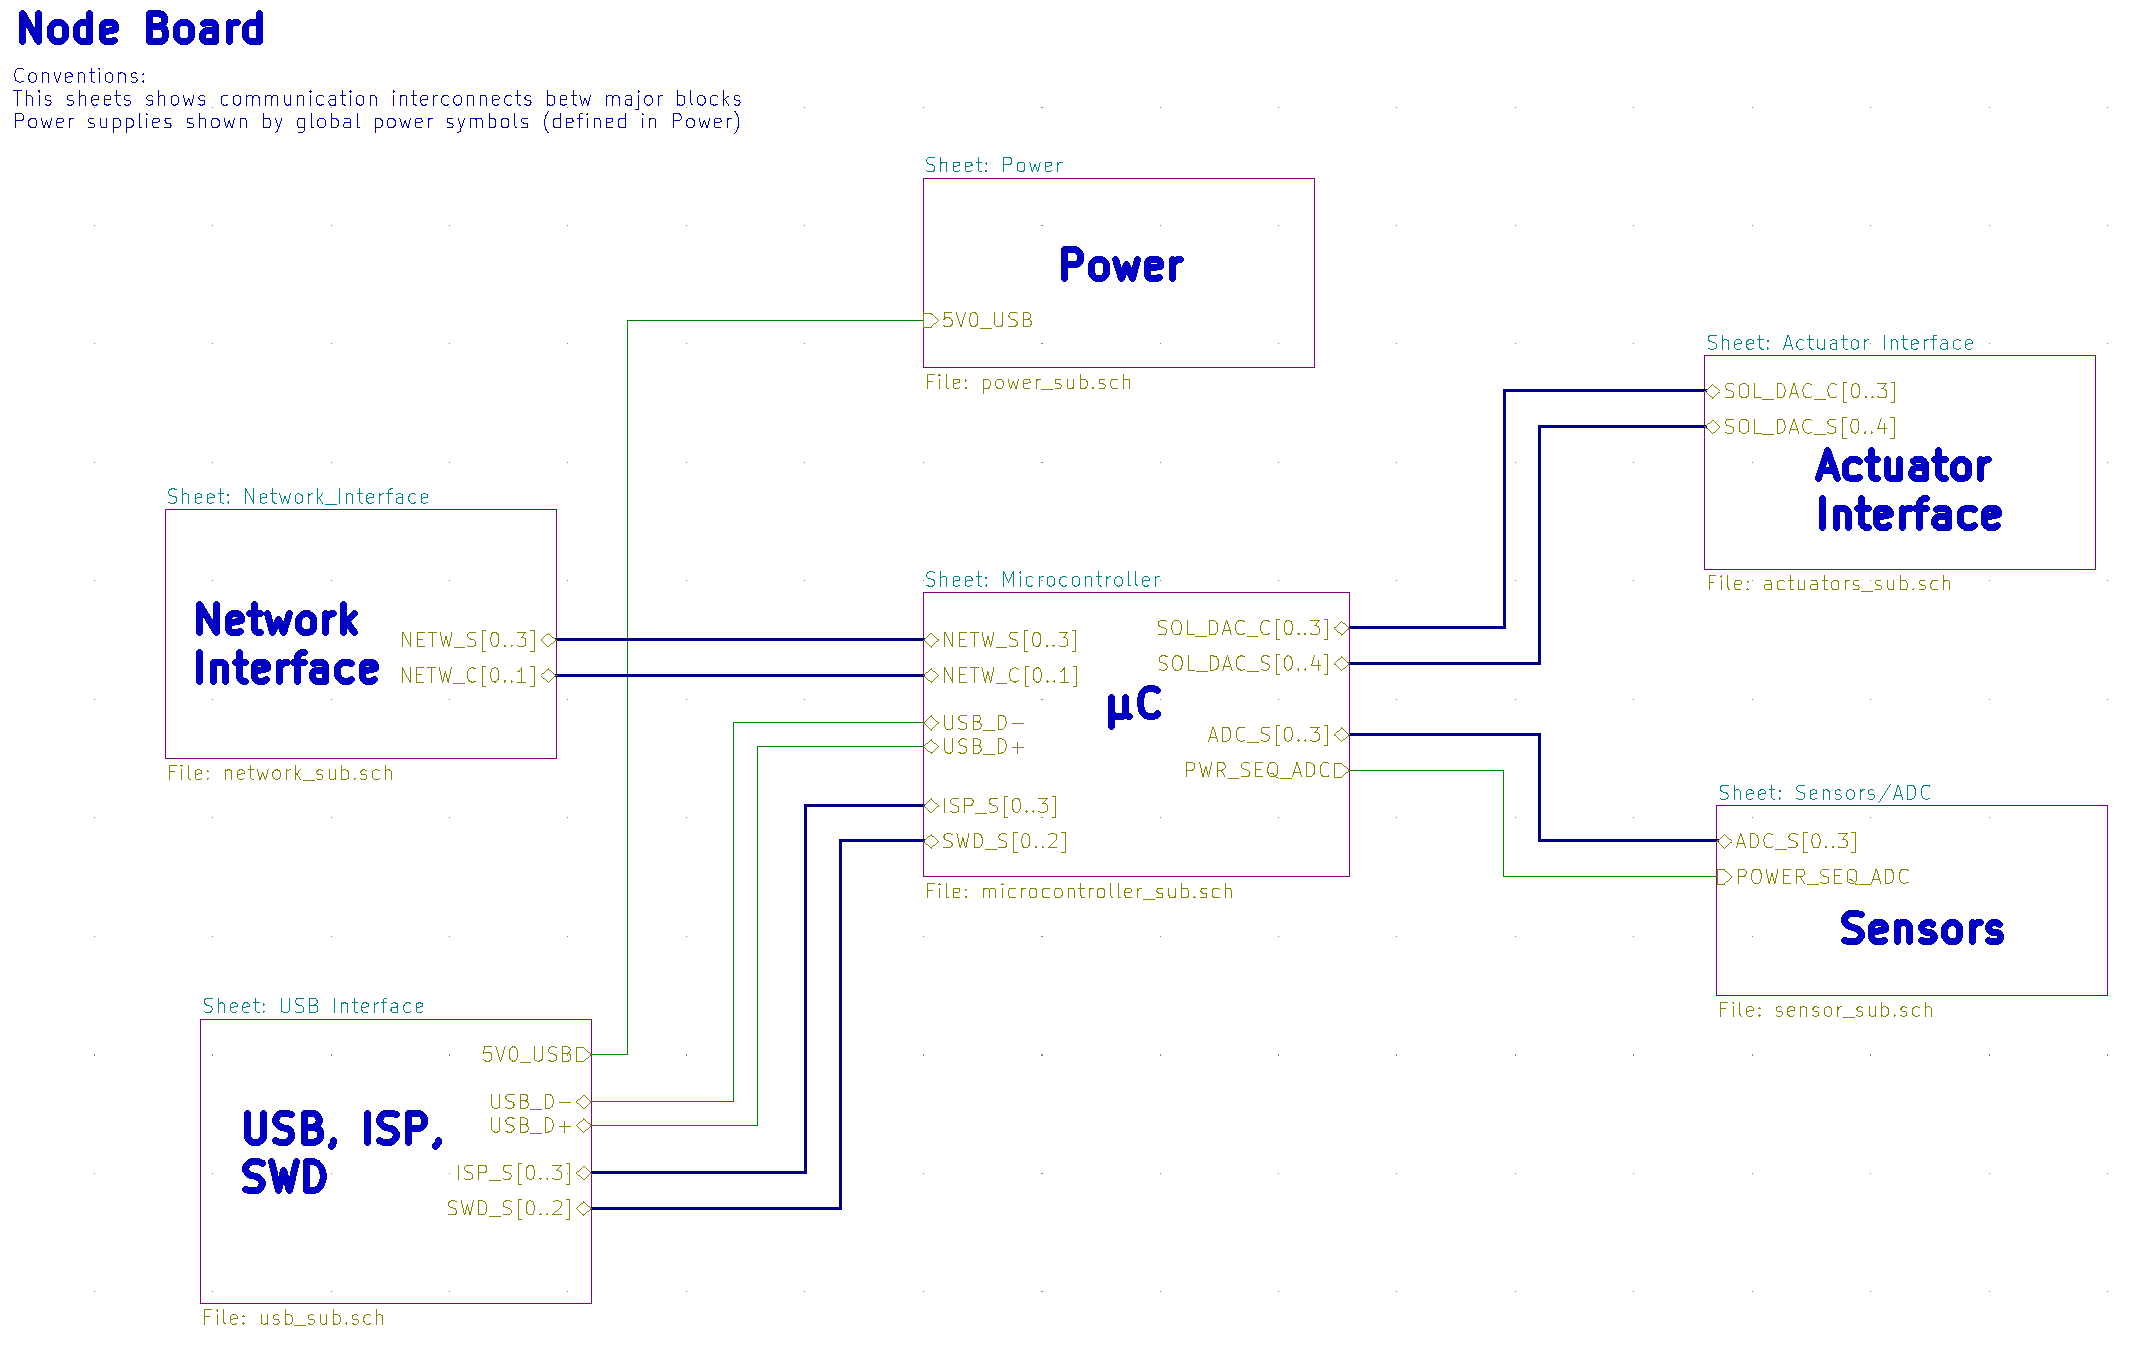 Node Board
Conventions:
This sheets shows communication interconnects betw major blocks
Power supplies shown by global power symbols (defined in Power)
Sheet: Power
Power
5V0_USB
File: power_sub.sch
Sheet: Actuator Interface
SOL_DAC_C[0..3]
SOL_DAC_S[0..4]
Actuator
Interface
File: actuators_sub.sch
Sheet: Network_Interface
Network
Interface
NETW_S[0..3]
NETW_C[0..1]
File: network_sub.sch
Sheet: Microcontroller
NETW_S[0..3]
NETW_C[0..1]
USB_D-
USB_D+
ISP_S[0..3]
SWD_S[0..2]
µC
SOL_DAC_C[0..3]
SOL_DAC_S[0..4]
ADC_S[0..3]
PWR_SEQ_ADC
File: microcontroller_sub.sch
Sheet: Sensors/ADC
ADC_S[0..3]
POWER_SEQ_ADC
Sensors
File: sensor_sub.sch
Sheet: USB Interface
USB, ISP,
SWD
5V0_USB
USB_D-
USB_D+
ISP_S[0..3]
SWD_S[0..2]
File: usb_sub.sch